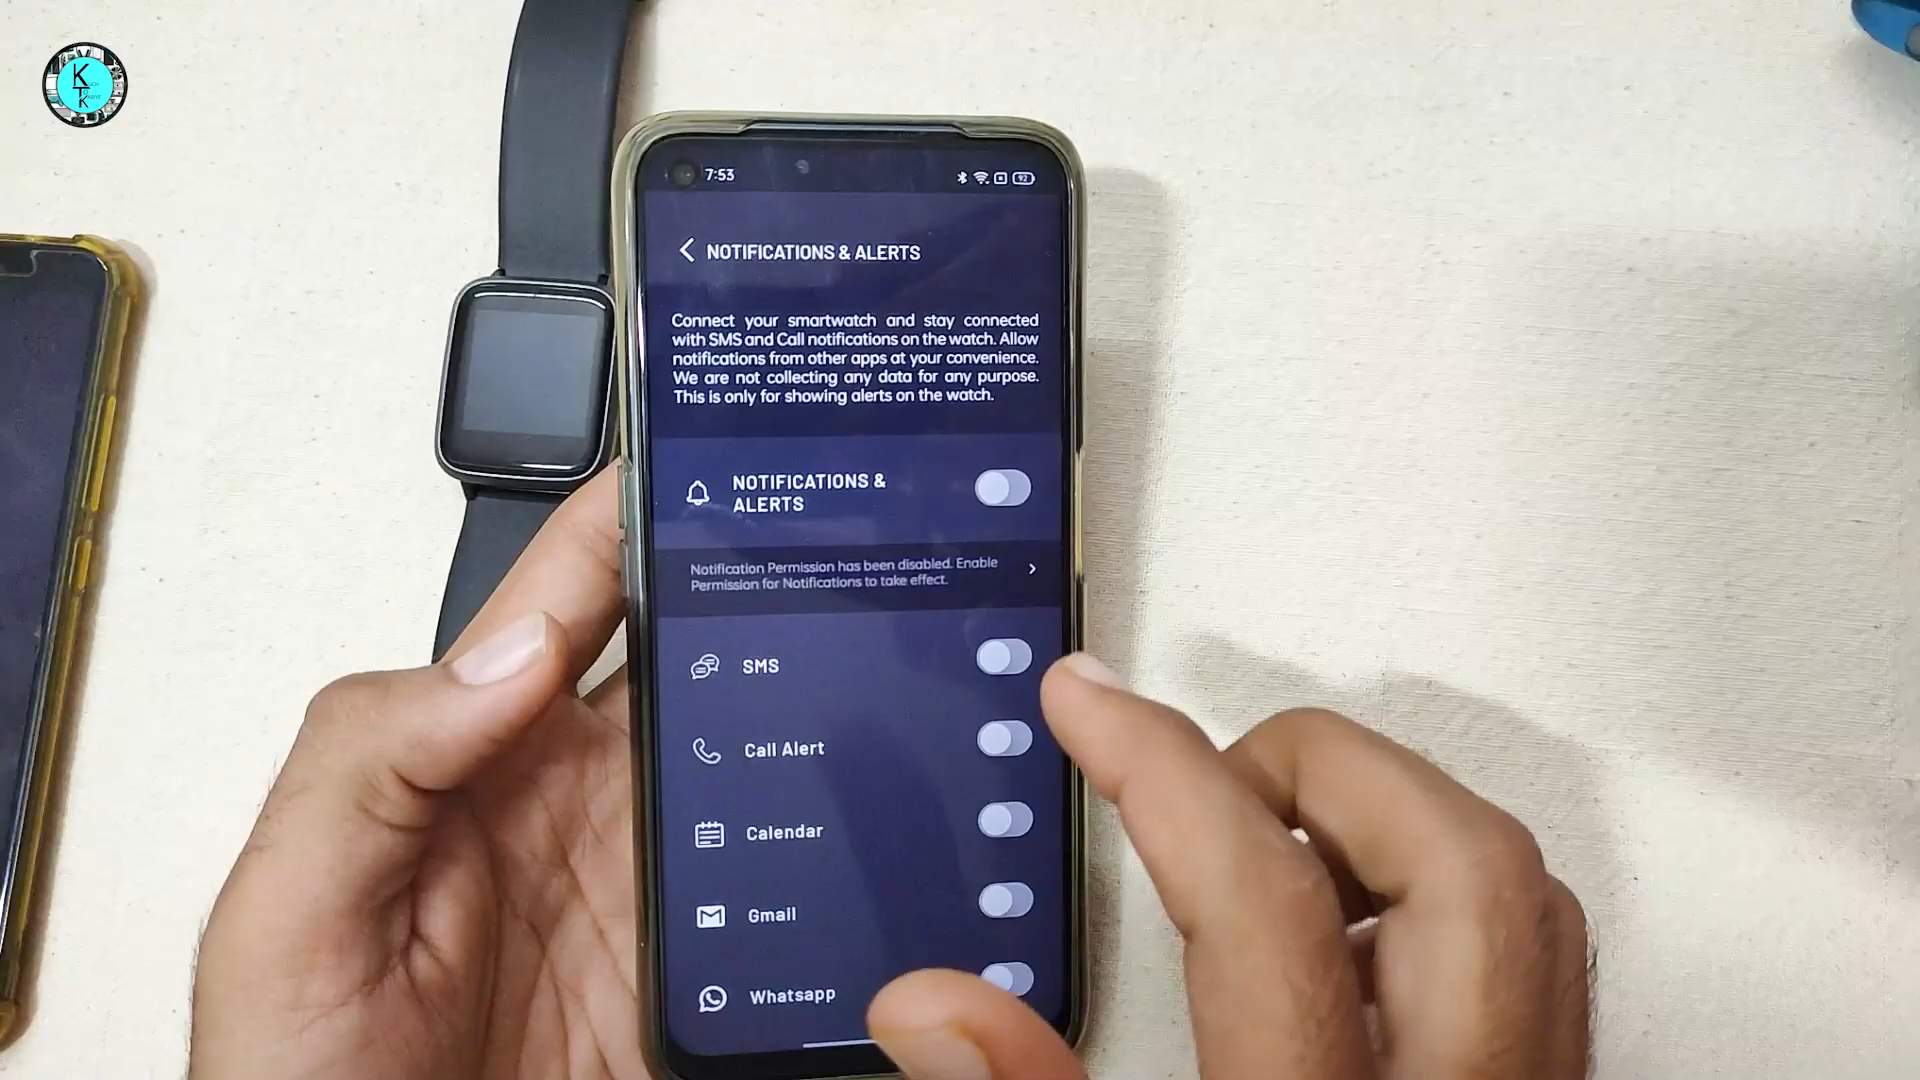 K
T
K
7:53
92
NOTIFICATIONS & ALERTS
Connect your smartwatch and stay connected
with SMS and Call notifications on the watch. Allow
notifications from other apps at your convenience.
We are not collecting any data for any purpose.
This is only for showing alerts on the watch.
NOTIFICATIONS &
ALERTS
Notification Permission has been disabled. Enable
Permission for Notifications to take effect.
SMS
Call Alert
Calendar
Gmail
Whatsapp